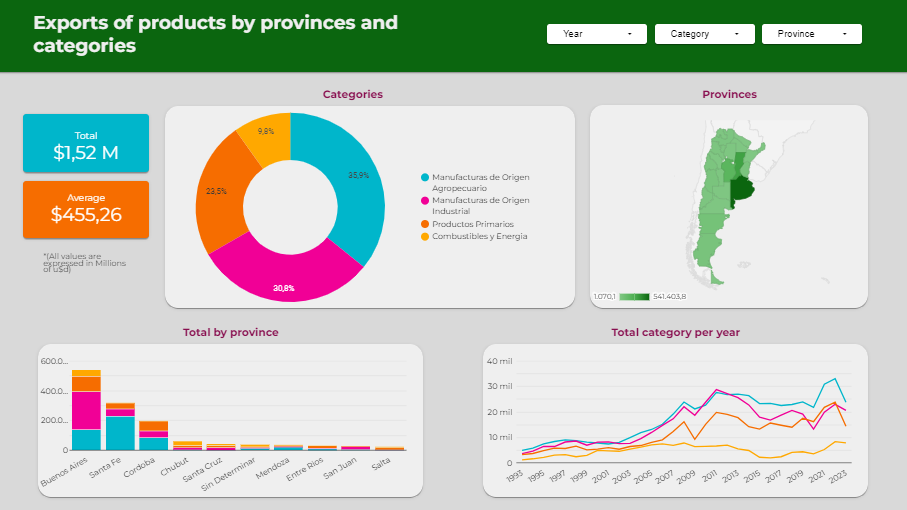 Exports of products by provinces and
categories
Year
Category
Province
Categories
Provinces
Total
$1,52 M
Average
$455,26
*(All values are
expressed in Millions
of u$d)
9,8%
35,9%
23,5%
30,8%
Manufacturas de Origen
Agropecuario
Manufacturas de Origen
Industrial
Productos Primarios
Combustibles y Energia
1.070,1
541.403,8
Total by province
Total category per year
600.0...
400.0...
200.0...
0
Buenos Aires
Santa Fe
Cordoba
Chubut
Santa Cruz
Sin Determinar
Mendoza
Entre Rios
San Juan
Salta
40 mil
30 mil
20 mil
10 mil
0
1993
1995
1997
1999
2001
2003
2005
2007
2009
2011
2013
2015
2017
2019
2021
2023